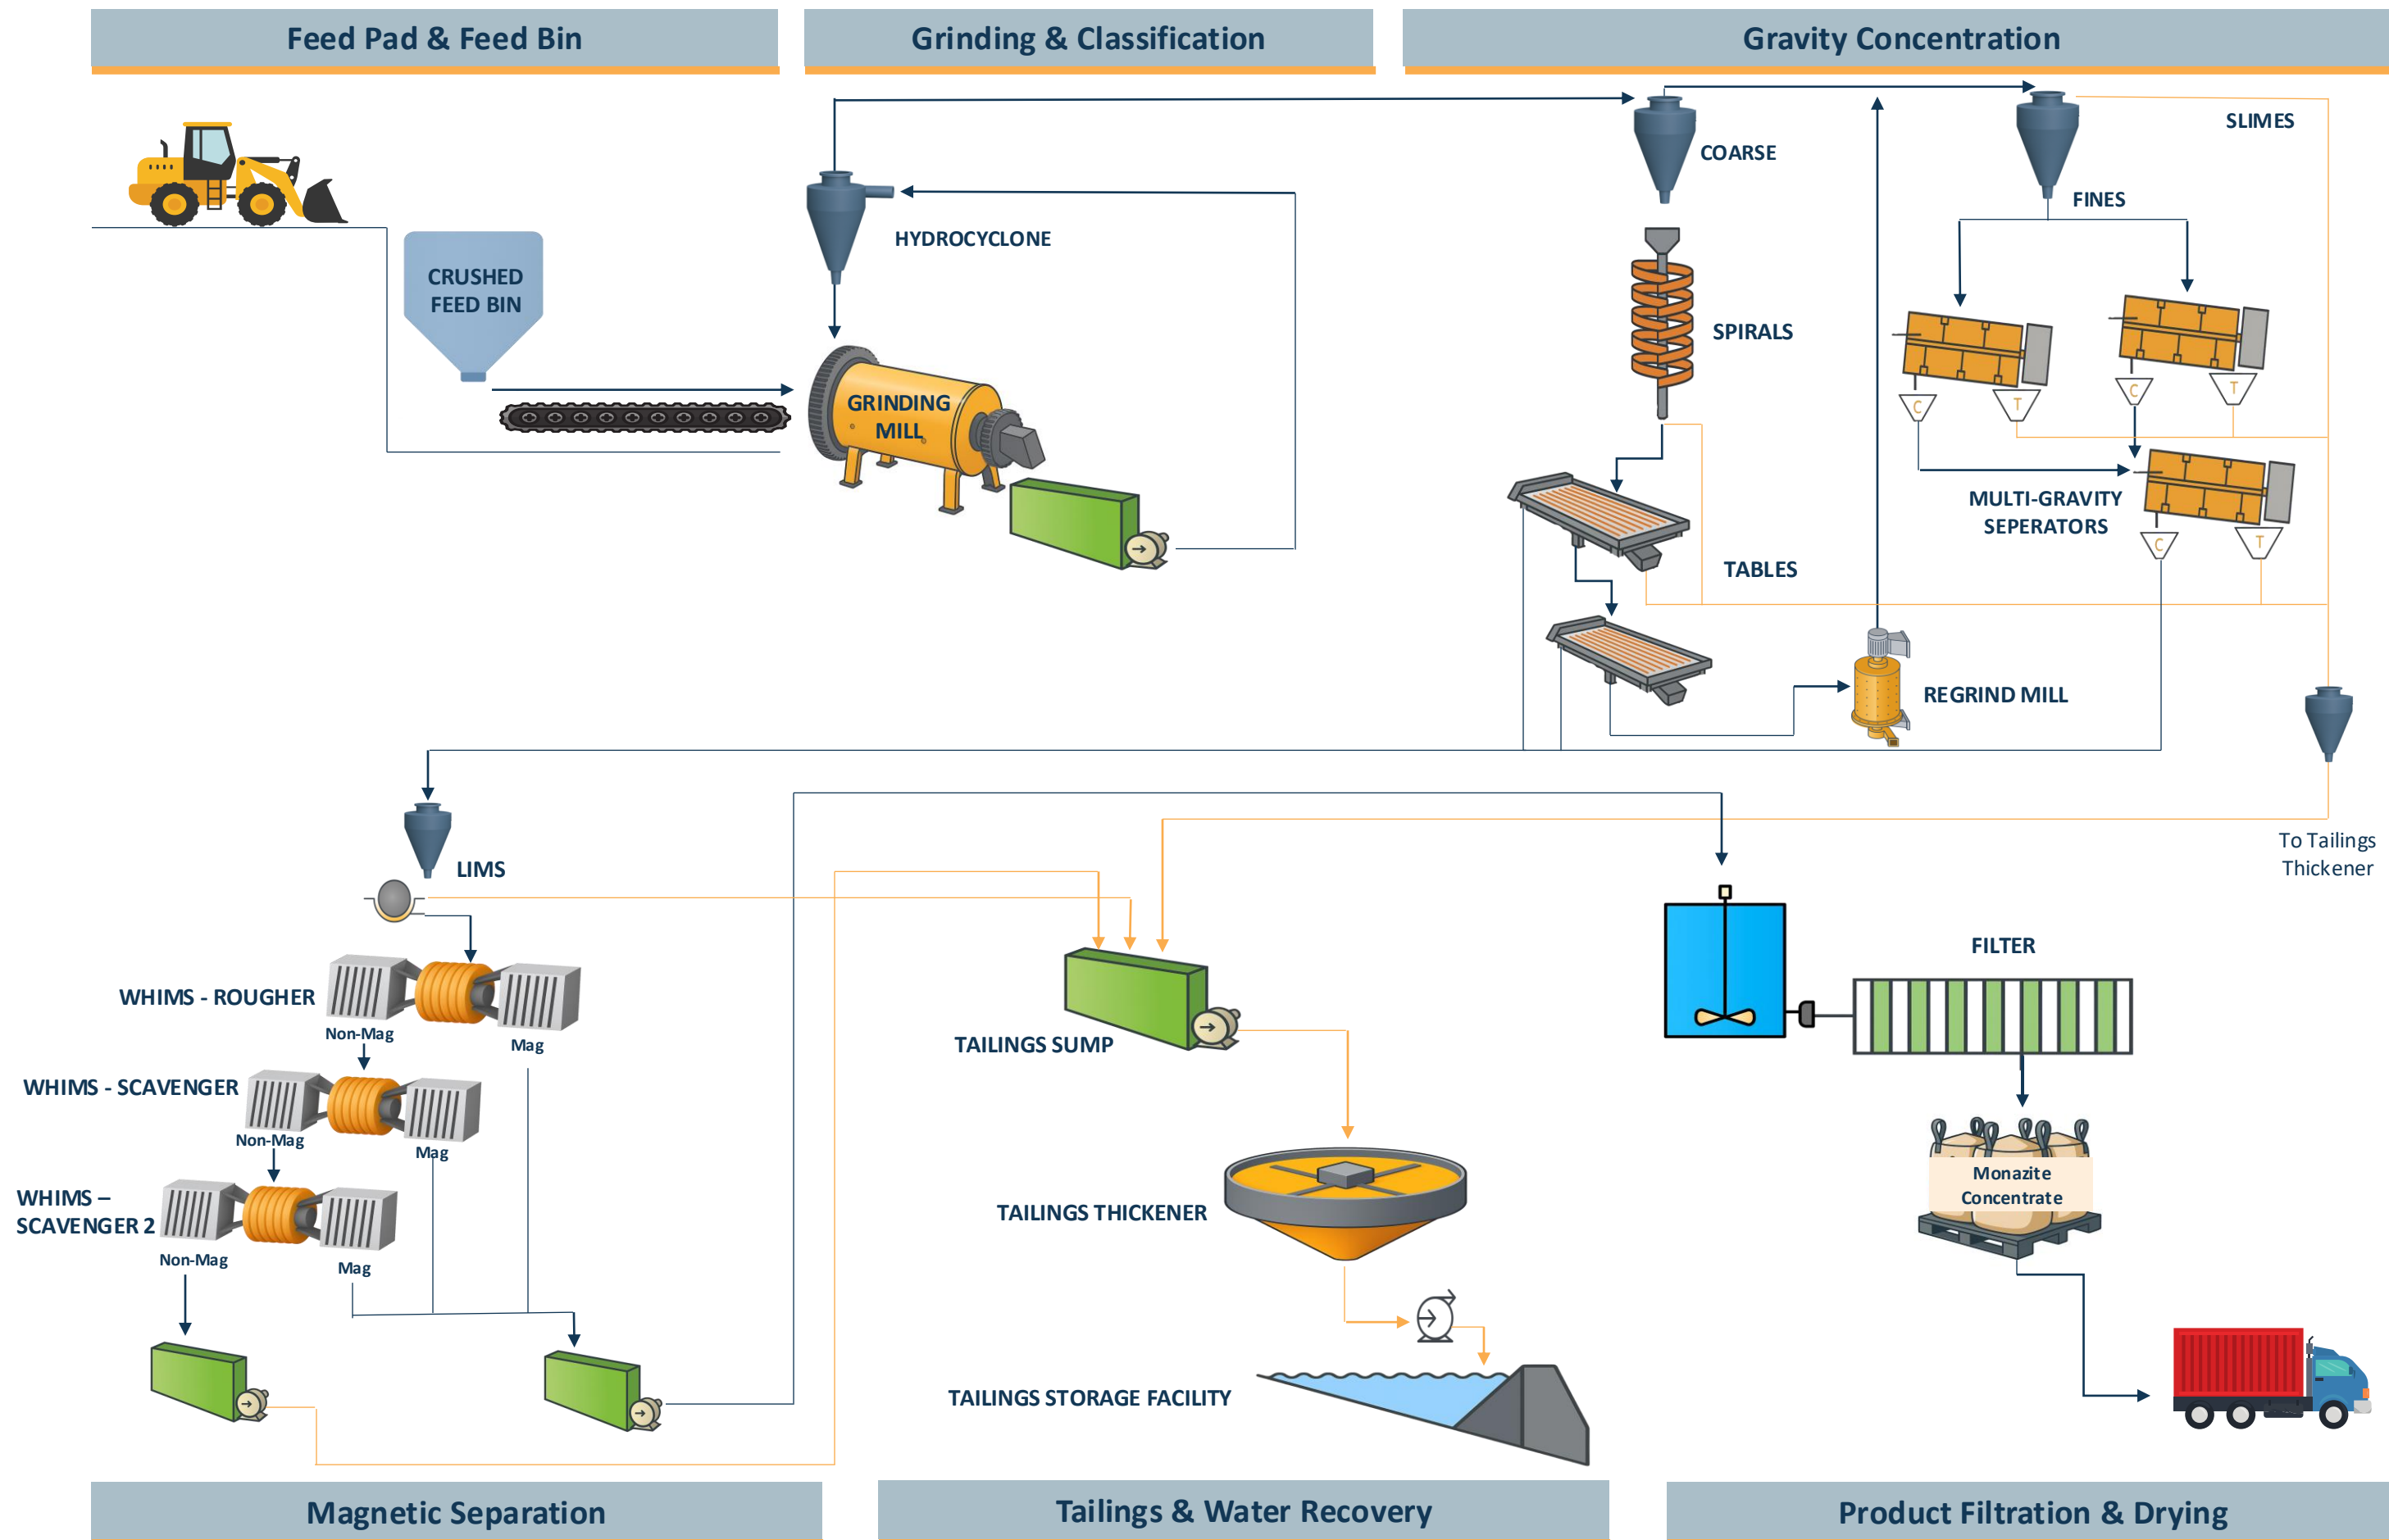 Feed Pad & Feed Bin
Grinding & Classification
Gravity Concentration
SLIMES
COARSE
FINES
HYDROCYCLONE
CRUSHED
FEED BIN
SPIRALS
GRINDING
MILL
C
T
C
T
MULTI-GRAVITY
SEPERATORS
C
T
TABLES
REGRIND MILL
To Tailings
Thickener
LIMS
FILTER
WHIMS - ROUGHER
Non-Mag
Mag
TAILINGS SUMP
WHIMS - SCAVENGER
Non-Mag
Mag
Monazite
Concentrate
WHIMS –
SCAVENGER 2
Non-Mag
Mag
TAILINGS THICKENER
TAILINGS STORAGE FACILITY
Magnetic Separation
Tailings & Water Recovery
Product Filtration & Drying